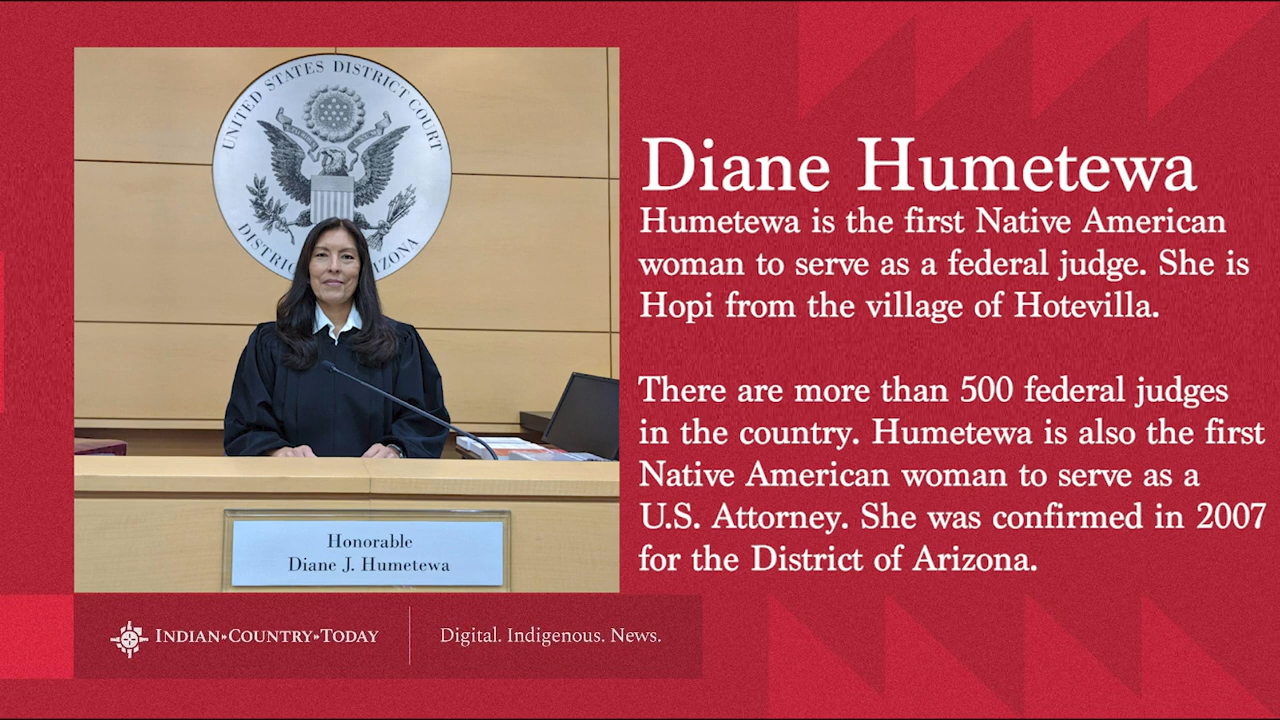 UNITED STATES DISTRICT COURT
DISTRICT OF ARIZONA
Honorable
Diane J. Humetewa
INDIAN»COUNTRY»TODAY
Digital. Indigenous. News.
Diane Humetewa
Humetewa is the first Native American
woman to serve as a federal judge. She is
Hopi from the village of Hotevilla.
There are more than 500 federal judges
in the country. Humetewa is also the first
Native American woman to serve as a
U.S. Attorney. She was confirmed in 2007
for the District of Arizona.